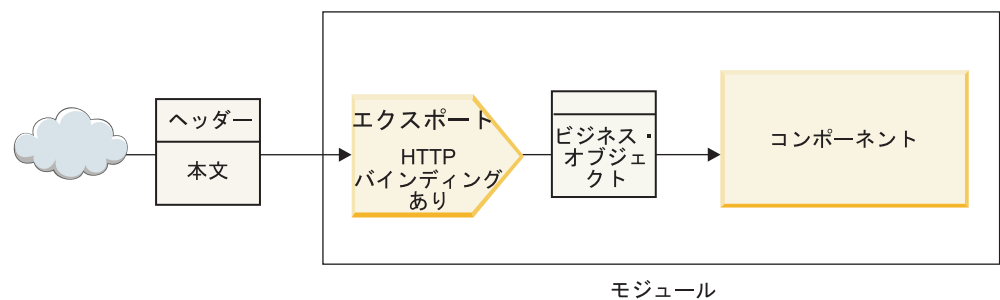 ヘッダー
本文
エクスポート
HTTP
バインディング
あり
ビジネス・
オブジェ
クト
コンポーネント
モジュール